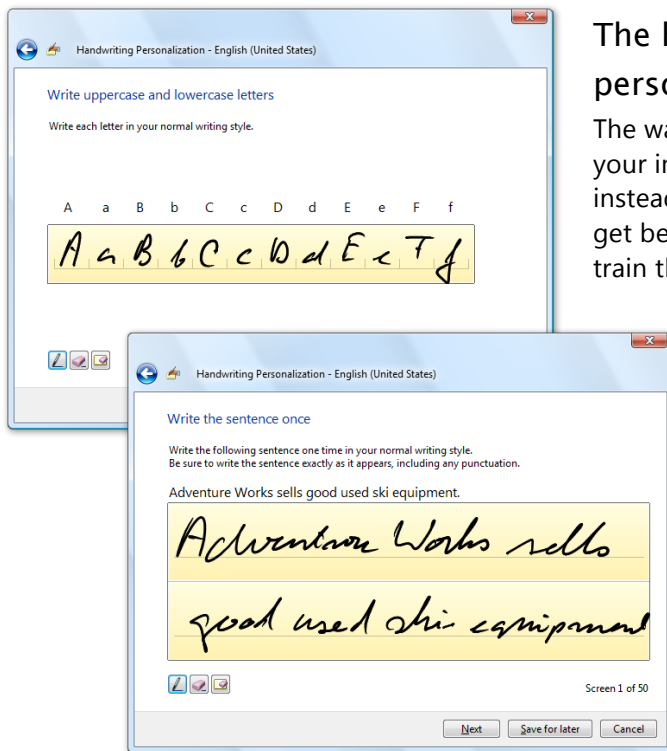 Handwriting Personalization - English (United States)
Write uppercase and lowercase letters
Write each letter in your normal writing style.
A a B b C c D d E e F f
A a B b C c D d E e F f
The
perso
The wa
your in
instead
get be
train th
Handwriting Personalization - English (United States)
Write the sentence once
Write the following sentence one time in your normal writing style.
Be sure to write the sentence exactly as it appears, including any punctuation.
Adventure Works sells good used ski equipment.
Adventure Works sells
good used ski equipment
Screen 1 of 50
Next Save for later Cancel